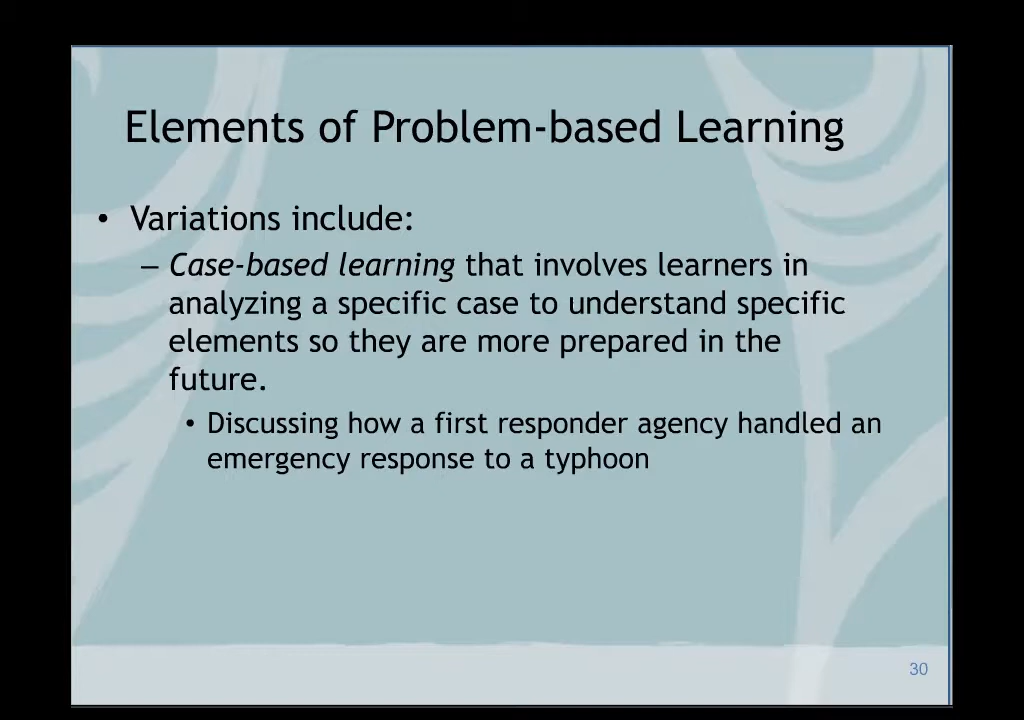 Elements of Problem-based Learning
• Variations include:
– Case-based learning that involves learners in
analyzing a specific case to understand specific
elements so they are more prepared in the
future.
• Discussing how a first responder agency handled an
emergency response to a typhoon
30